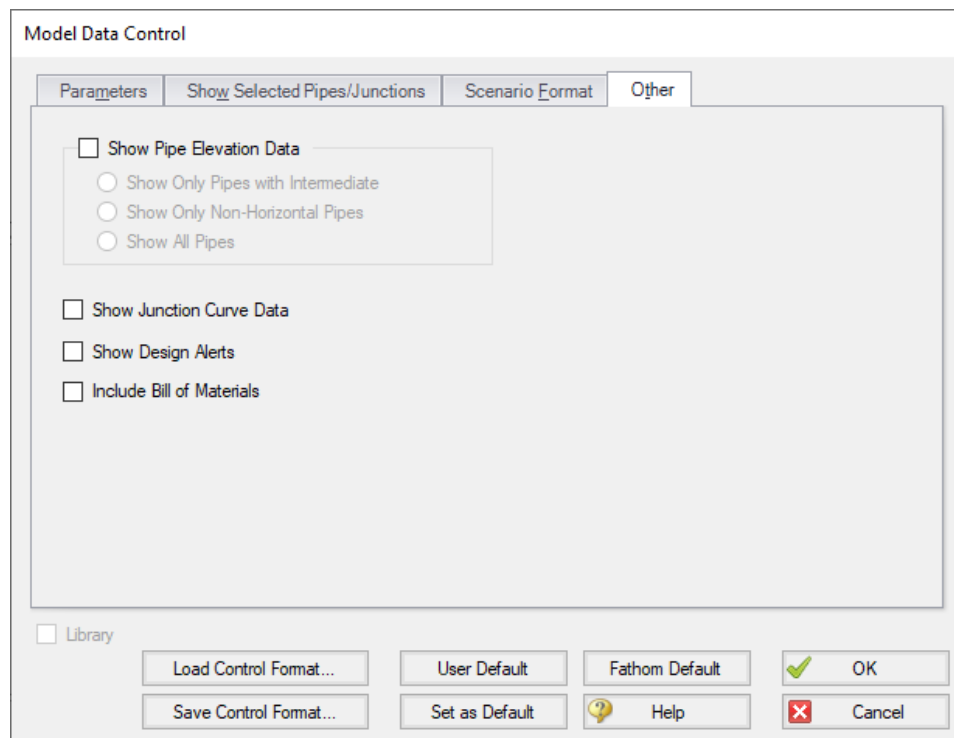 Model Data Control
Parameters Show Selected Pipes/Junctions Scenario Format Other
Show Pipe Elevation Data
Show Only Pipes with Intermediate
Show Only Non-Horizontal Pipes
Show All Pipes
Show Junction Curve Data
Show Design Alerts
Include Bill of Materials
Library
Load Control Format... User Default Fathom Default OK
Save Control Format... Set as Default Help Cancel